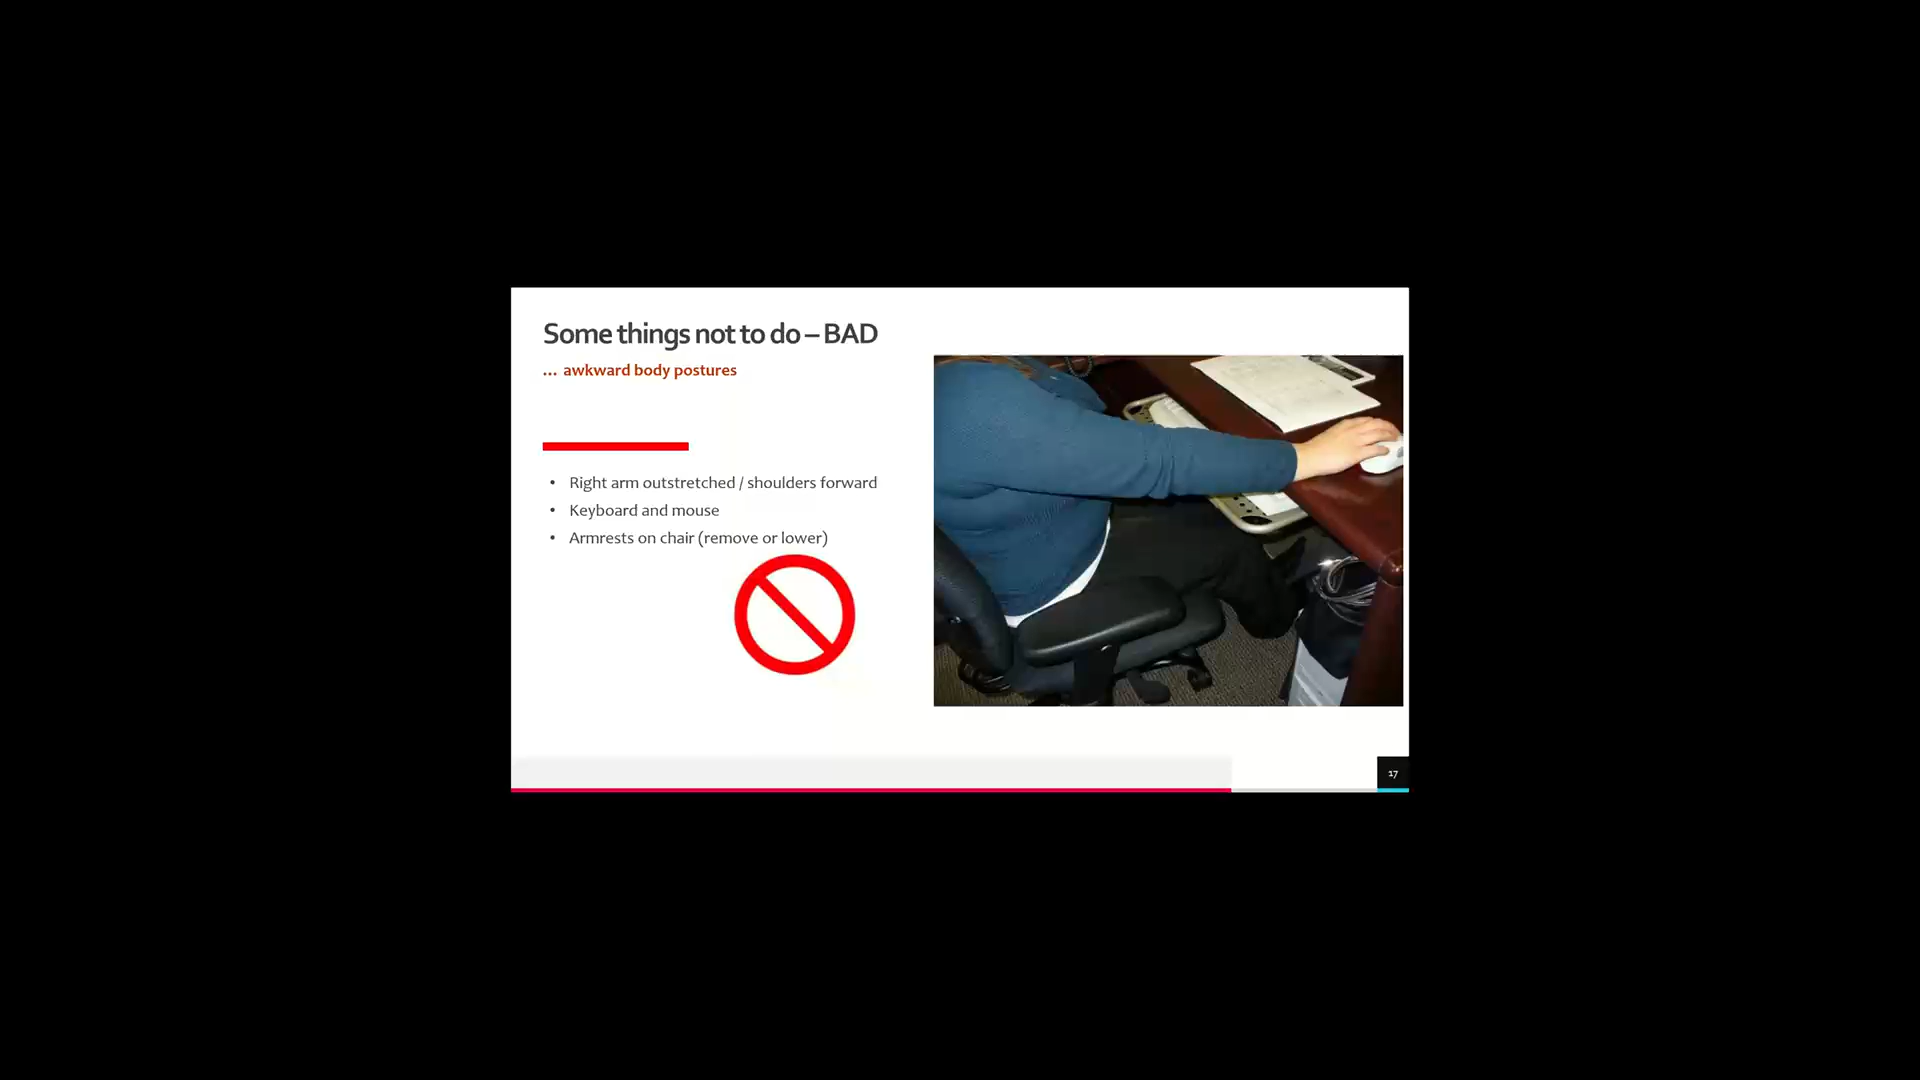 Some things not to do – BAD
... awkward body postures
• Right arm outstretched / shoulders forward
• Keyboard and mouse
• Armrests on chair (remove or lower)
17